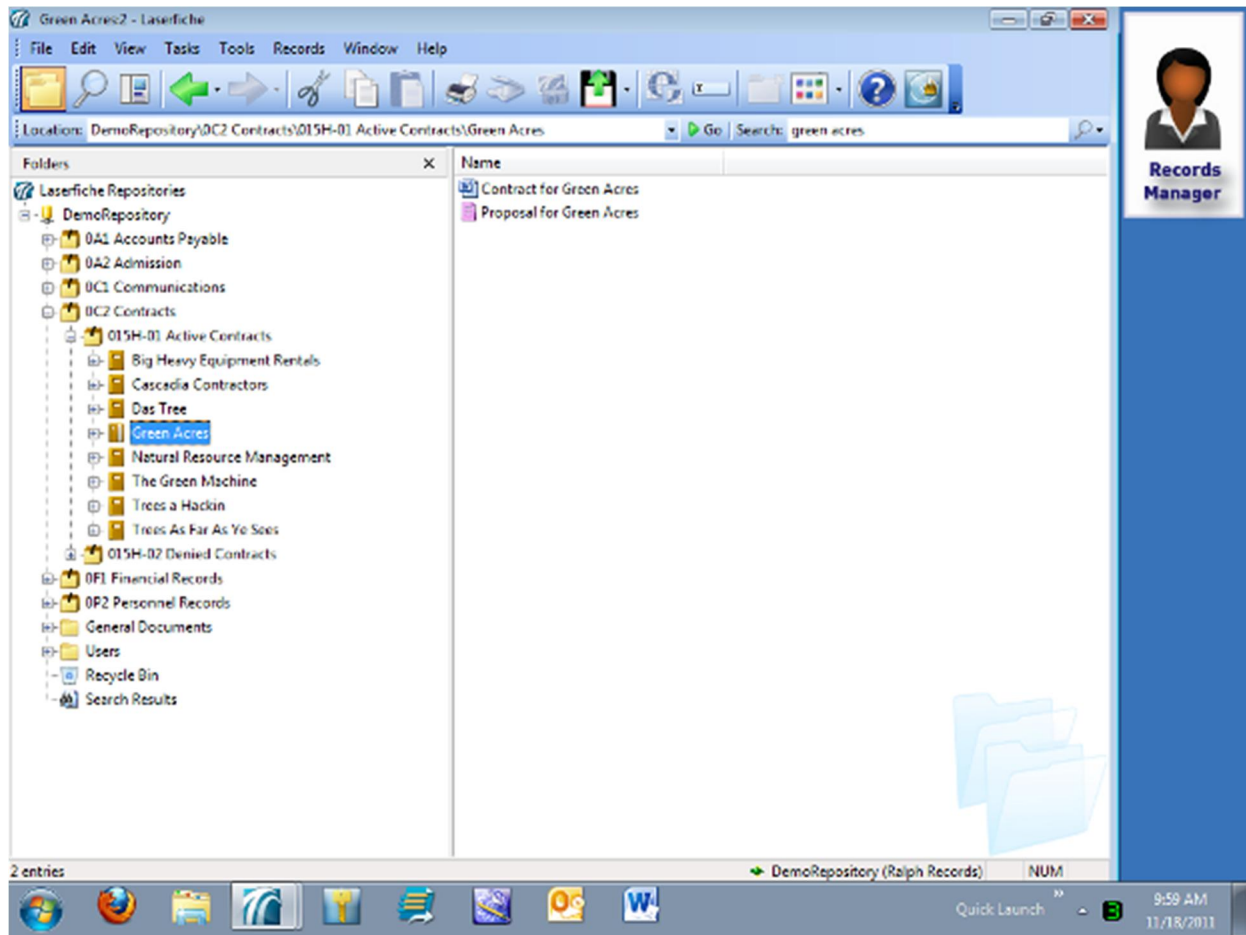 Green Acres:2 - Laserfiche
File Edit View Tasks Tools Records Window Help
Location: DemoRepository\0C2 Contracts\015H-01 Active Contracts\Green Acres Go Search: green acres
Folders x Name
Laserfiche Repositories
DemoRepository
0A1 Accounts Payable
0A2 Admission
0C1 Communications
0C2 Contracts
015H-01 Active Contracts
Big Heavy Equipment Rentals
Cascadia Contractors
Das Tree
Green Acres
Natural Resource Management
The Green Machine
Trees a Hackin
Trees As Far As Ye Sees
015H-02 Denied Contracts
0F1 Financial Records
0P2 Personnel Records
General Documents
Users
Recycle Bin
Search Results
Contract for Green Acres
Proposal for Green Acres
Records
Manager
2 entries DemoRepository (Ralph Records) NUM
Quick Launch
9:59 AM
11/18/2011